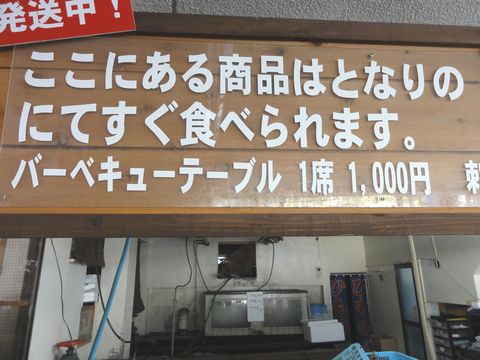 発送中！
ここにある商品はとなりの
にてすぐ食べられます。
バーベキューテーブル 1席 1,000円 刺